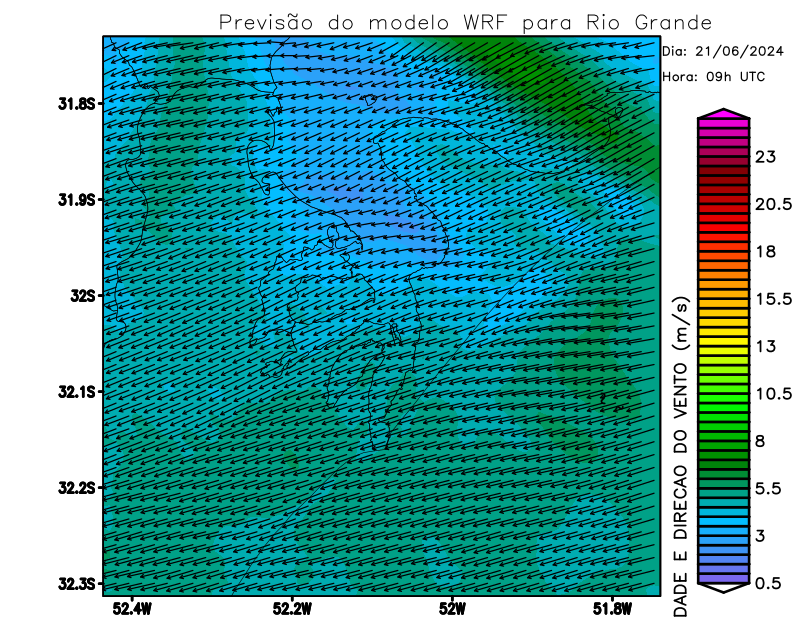 Previsão do modelo WRF para Rio Grande
Dia: 21/06/2024
Hora: 09h UTC
31.8S
31.9S
32S
32.1S
32.2S
32.3S
52.4W
52.2W
52W
51.8W
23
20.5
18
15.5
13
10.5
8
5.5
3
0.5
DADE E DIRECAO DO VENTO (m/s)